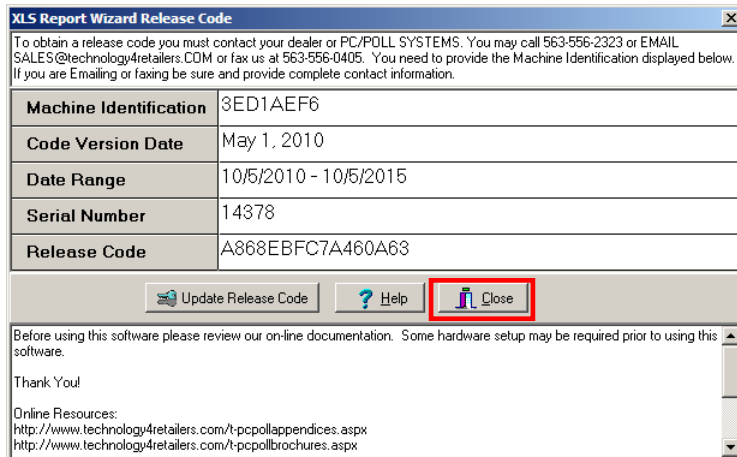 XLS Report Wizard Release Code
To obtain a release code you must contact your dealer or PC/POLL SYSTEMS. You may call 563-556-2323 or EMAIL
SALES@technology4retailers.COM or fax us at 563-556-0405. You need to provide the Machine Identification displayed below.
If you are Emailing or faxing be sure and provide complete contact information.
Machine Identification 3ED1AEF6
Code Version Date May 1, 2010
Date Range 10/5/2010 - 10/5/2015
Serial Number 14378
Release Code A868EBFC7A460A63
Update Release Code ? Help Close
Before using this software please review our on-line documentation. Some hardware setup may be required prior to using this
software.
Thank You!
Online Resources:
http://www.technology4retailers.com/t-pcpollappendices.aspx
http://www.technology4retailers.com/t-pcpollbrochures.aspx